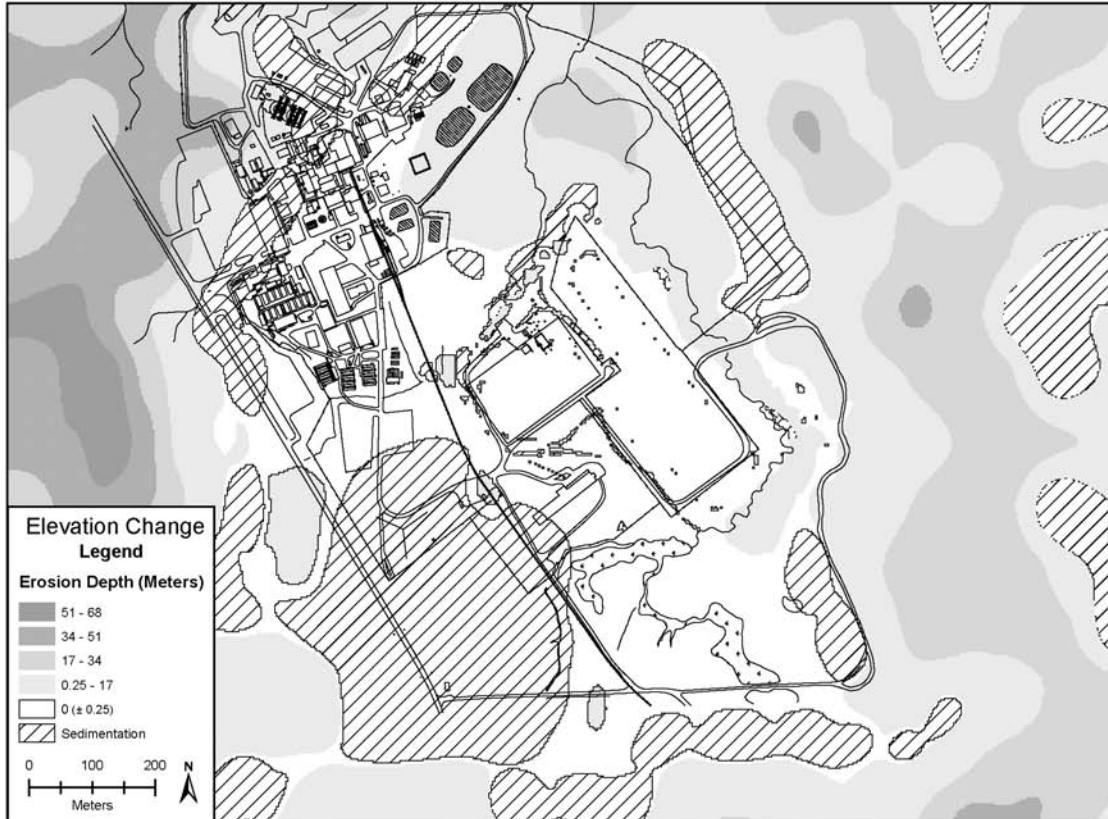 Elevation Change
Legend
Erosion Depth (Meters)
51 - 68
34 - 51
17 - 34
0.25 - 17
0 (± 0.25)
Sedimentation
0 100 200
Meters
N